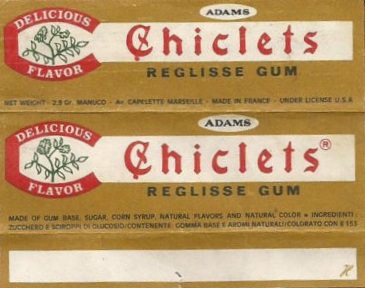 ADAMS
DELICIOUS
Chiclets
FLAVOR
REGLISSE GUM
NET WEIGHT - 2.9 Gr. MANUCO - Av. CAPELETTE MARSEILLE - MADE IN FRANCE - UNDER LICENSE U.S.A
ADAMS
DELICIOUS
Chiclets®
FLAVOR
REGLISSE GUM
MADE OF GUM BASE, SUGAR, CORN SYRUP, NATURAL FLAVORS AND NATURAL COLOR • INGREDIENTI:
ZUCCHERO E SCIROPPI DI GLUCOSIO, CONTENENTE: GOMMA BASE E AROMI NATURALI, COLORATO CON E 153